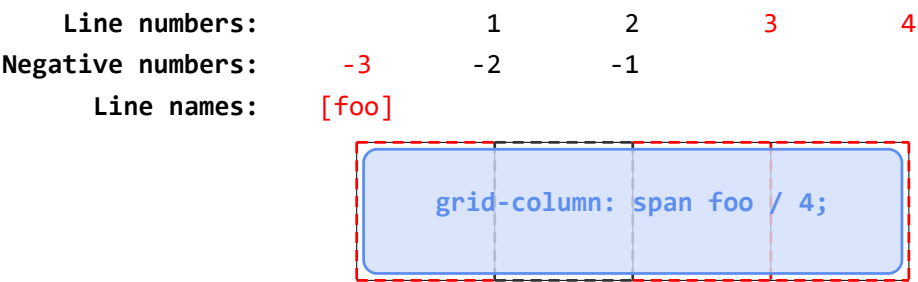 Line numbers: 1 2 3 4
Negative numbers: -3 -2 -1
Line names: [foo]
grid-column: span foo / 4;